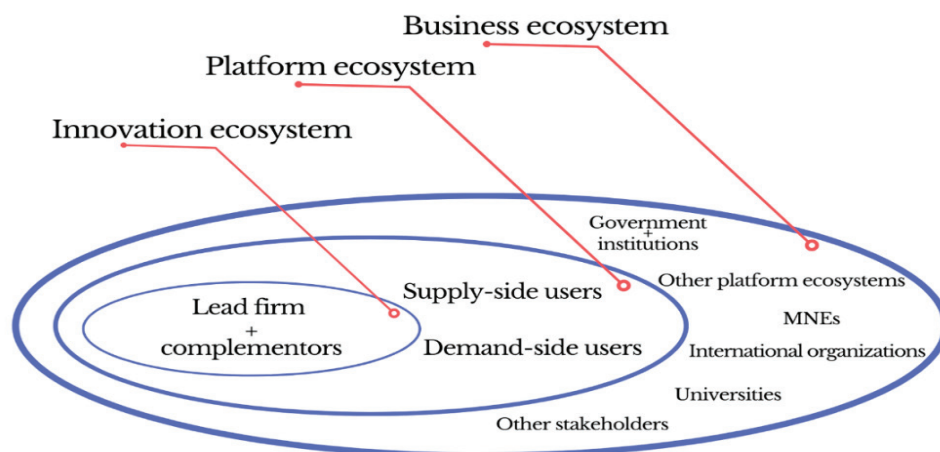 Business ecosystem
Platform ecosystem
Innovation ecosystem
Government
+
institutions
Other platform ecosystems
Supply-side users
Lead firm
+
complementors
MNEs
Demand-side users
International organizations
Universities
Other stakeholders